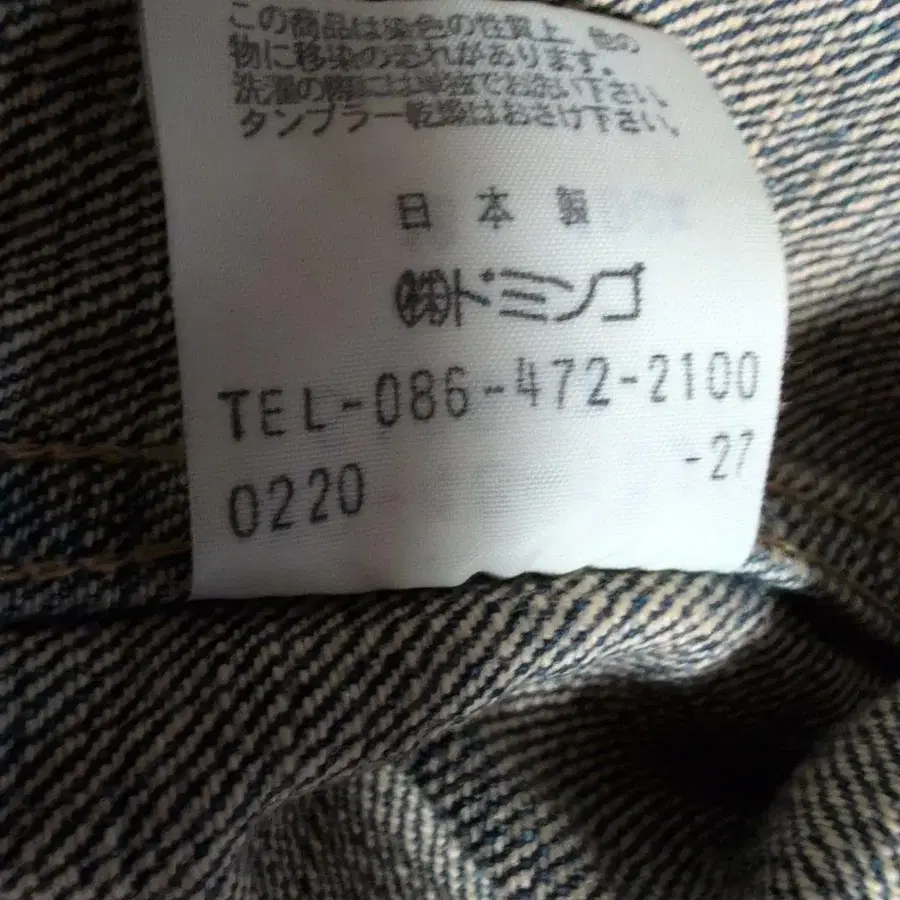 この商品は染色の性質上、他の
物に移染の恐れがあります。
洗濯の際には単独でお洗い下さい。
タンブラー乾燥はおさけ下さい。
日本製
㈱ドミンゴ
TEL-086-472-2100
0220 -27